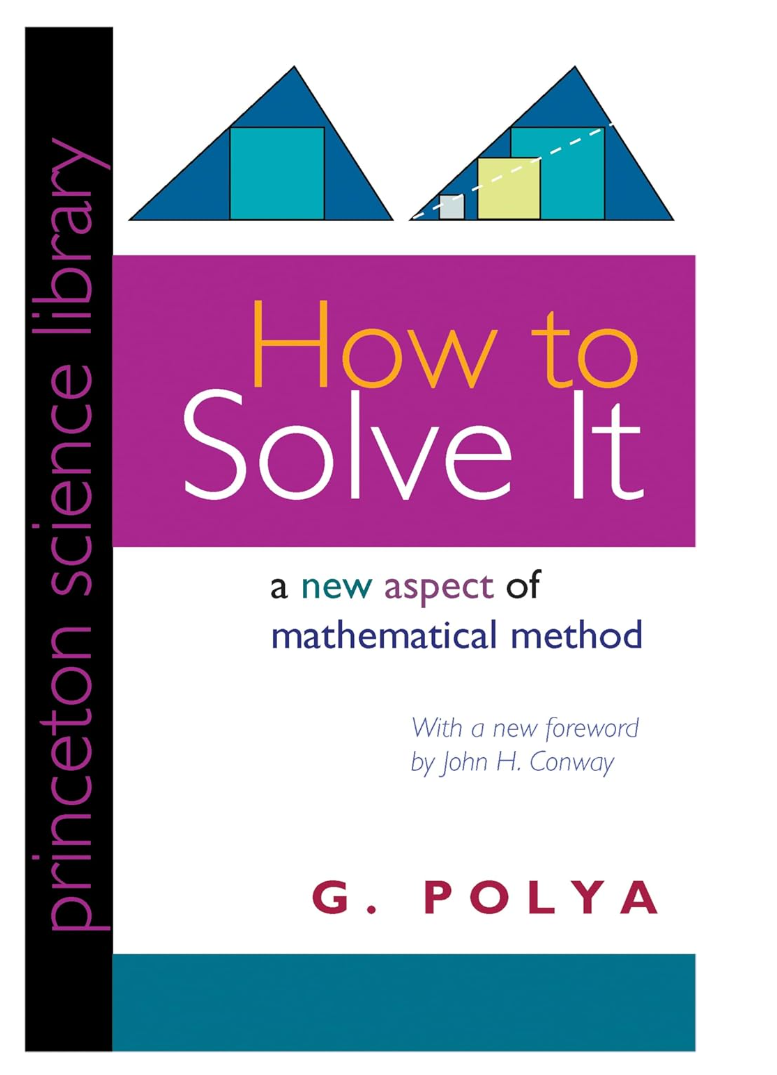 princeton science library
How to
Solve It
a new aspect of
mathematical method
With a new foreword
by John H. Conway
G. POLYA